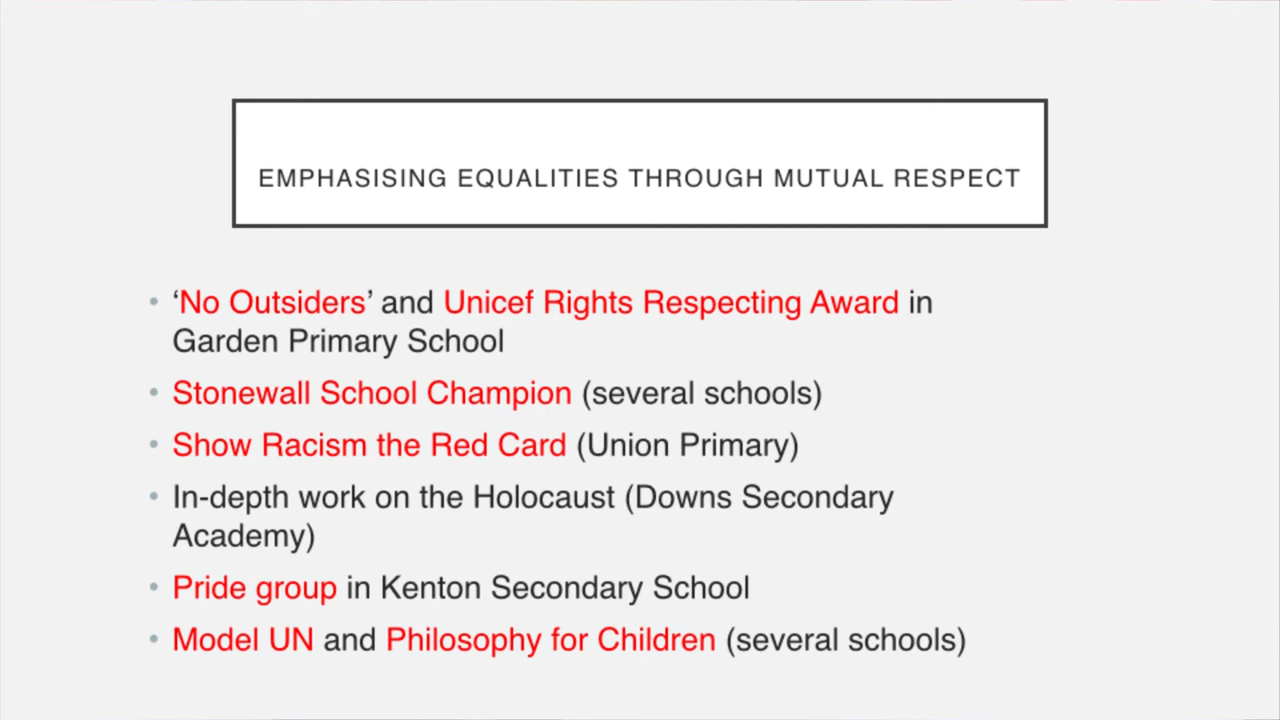 EMPHASISING EQUALITIES THROUGH MUTUAL RESPECT
• ‘No Outsiders’ and Unicef Rights Respecting Award in
Garden Primary School
• Stonewall School Champion (several schools)
• Show Racism the Red Card (Union Primary)
• In-depth work on the Holocaust (Downs Secondary
Academy)
• Pride group in Kenton Secondary School
• Model UN and Philosophy for Children (several schools)